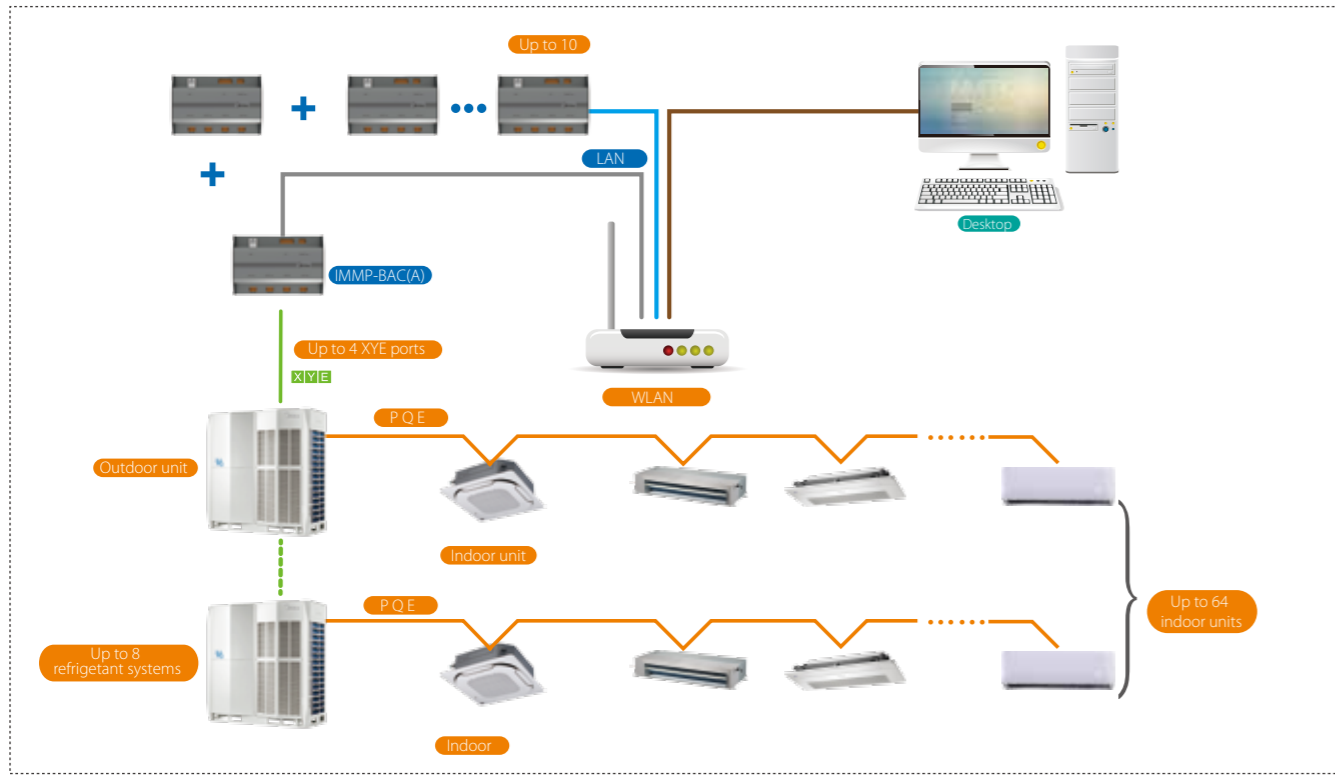 Up to 10
LAN
Desktop
IMMP-BAC(A)
Up to 4 XYE ports
X Y E
WLAN
P Q E
Outdoor unit
Indoor unit
P Q E
Up to 64
indoor units
Up to 8
refrigetant systems
Indoor